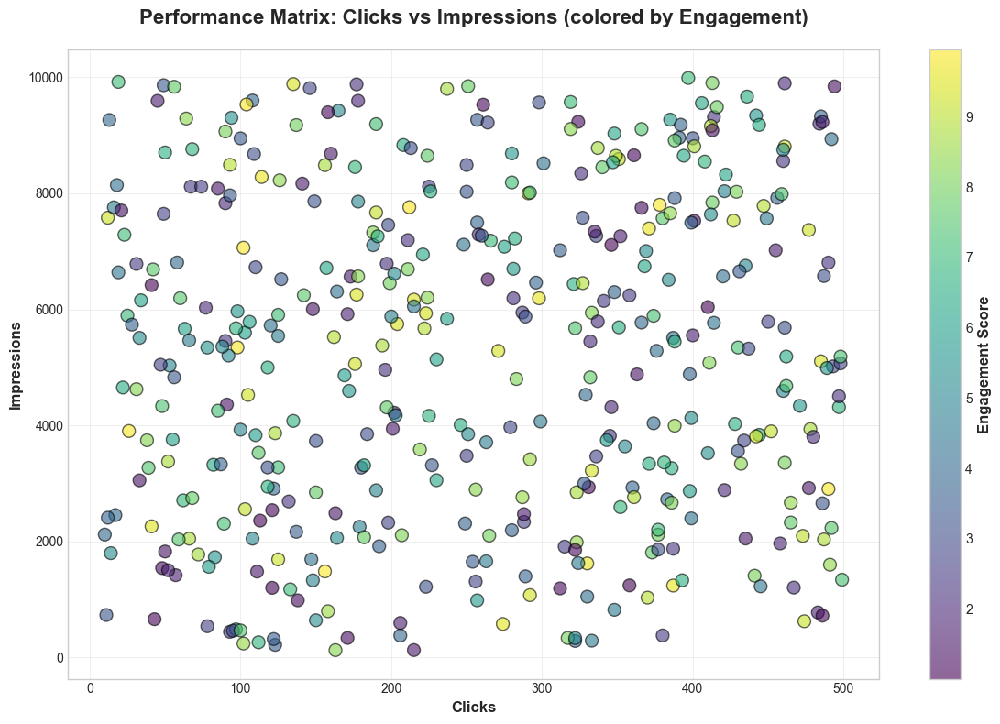 Performance Matrix: Clicks vs Impressions (colored by Engagement)
10000
8000
6000
4000
2000
0
Impressions
0 100 200 300 400 500
Clicks
9
8
7
6
5
4
3
2
Engagement Score